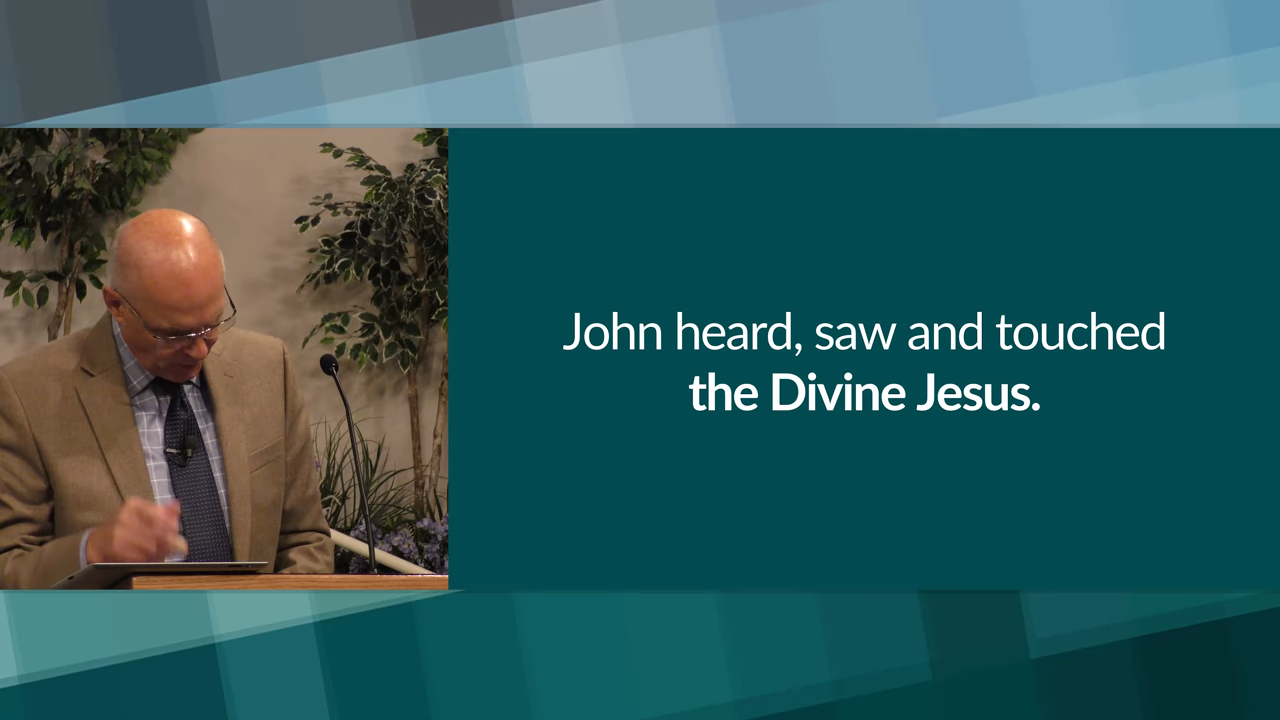 John heard, saw and touched
the Divine Jesus.